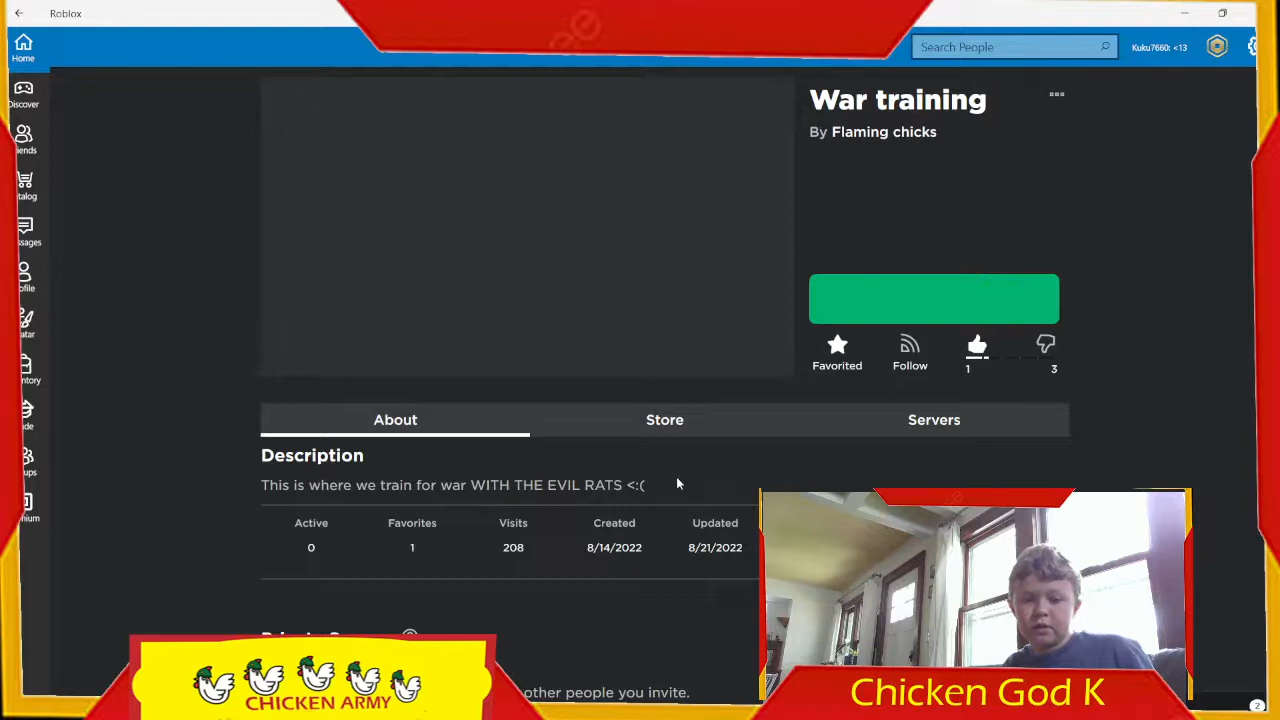 Roblox
Home
Search People
Kuku7660: <13
Discover
War training
By Flaming chicks
Favorited
Follow
1
3
About
Store
Servers
Description
This is where we train for war WITH THE EVIL RATS <:(
Active
Favorites
Visits
Created
Updated
0
1
208
8/14/2022
8/21/2022
other people you invite.
CHICKEN ARMY
Chicken God K
2